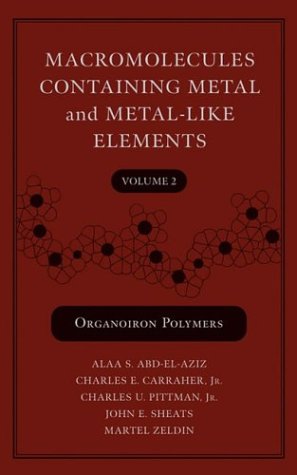 MACROMOLECULES
CONTAINING METAL
and METAL-LIKE
ELEMENTS
VOLUME 2
ORGANOIRON POLYMERS
ALAA S. ABD-EL-AZIZ
CHARLES E. CARRAHER, JR.
CHARLES U. PITTMAN, JR.
JOHN E. SHEATS
MARTEL ZELDIN